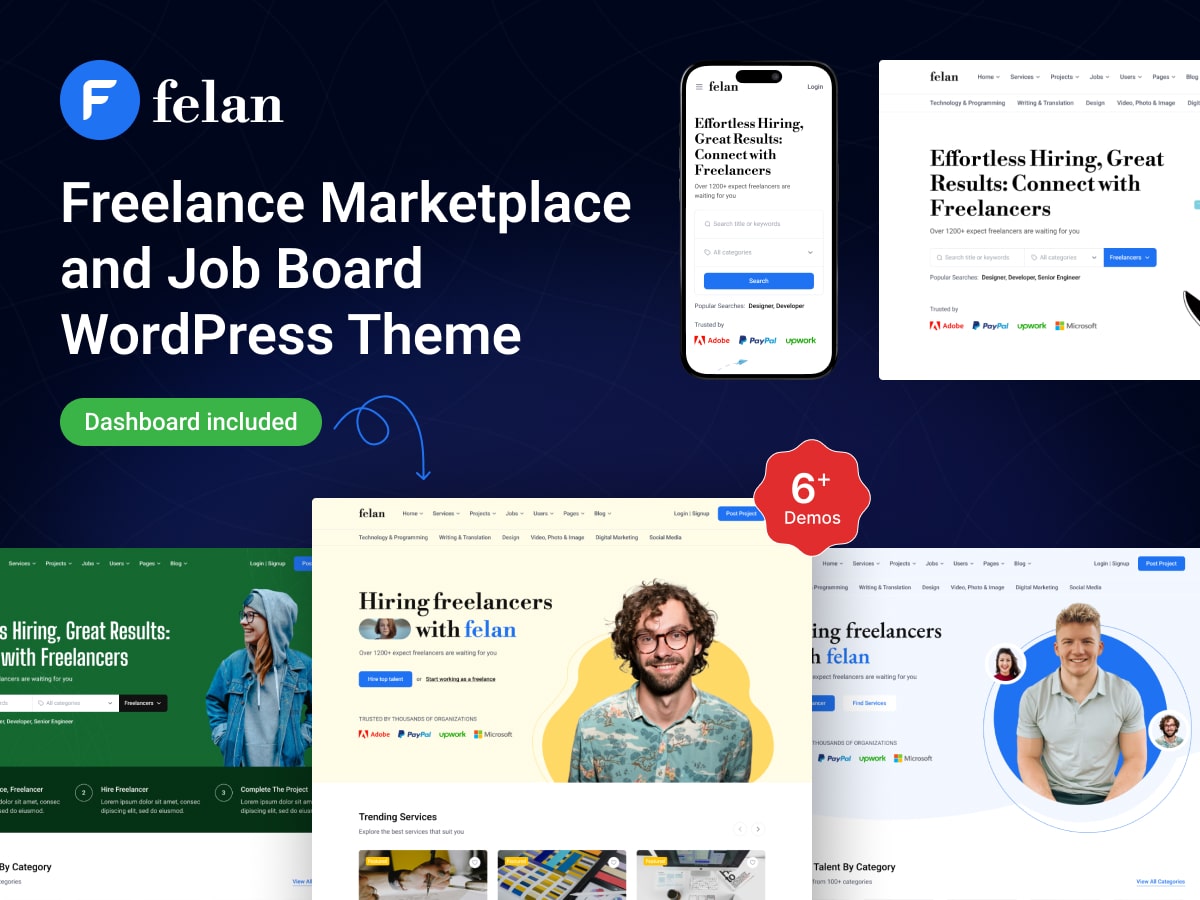 felan
Freelance Marketplace
and Job Board
WordPress Theme
Dashboard included
felan
Login
Effortless Hiring,
Great Results:
Connect with
Freelancers
Over 1200+ expect freelancers are
waiting for you
Search title or keywords
All categories
Search
Popular Searches: Designer, Developer
Trusted by
Adobe PayPal upwork
felan Home Services Projects Jobs Users Pages Blog
Technology & Programming Writing & Translation Design Video, Photo & Image
Effortless Hiring, Great
Results: Connect with
Freelancers
Over 1200+ expect freelancers are waiting for you
Search title or keywords All categories Freelancers
Popular Searches: Designer, Developer, Senior Engineer
Trusted by
Adobe PayPal upwork Microsoft
6+
Demos
Services Projects Jobs Users Pages Blog Login | Signup
s Hiring, Great Results:
with Freelancers
lancers are waiting for you
All categories Freelancers
er, Developer, Senior Engineer
ce, Freelancer
dolor sit amet, consec
sed do eiusmod.
2 Hire Freelancer
Lorem ipsum dolor sit amet, consec
dipiscing elit, sed do eiusmod.
3 Complete The Project
Lorem ipsum dolor sit am
dipiscing elit, sed do eiu
By Category
egories
View All
felan Home Services Projects Jobs Users Pages Blog Login | Signup Post Project
Technology & Programming Writing & Translation Design Video, Photo & Image Digital Marketing Social Media
Hiring freelancers
with felan
Over 1200+ expect freelancers are waiting for you
Hire top talent or Start working as a freelance
TRUSTED BY THOUSANDS OF ORGANIZATIONS
Adobe PayPal upwork Microsoft
Trending Services
Explore the best services that suit you
Featured Featured Featured
Home Services Projects Jobs Users Pages Blog Login | Signup Post Project
Programming Writing & Translation Design Video, Photo & Image Digital Marketing Social Media
ing freelancers
h felan
expect freelancers are waiting for you
ancer Find Services
THOUSANDS OF ORGANIZATIONS
PayPal upwork Microsoft
Talent By Category
from 100+ categories
View All Categories